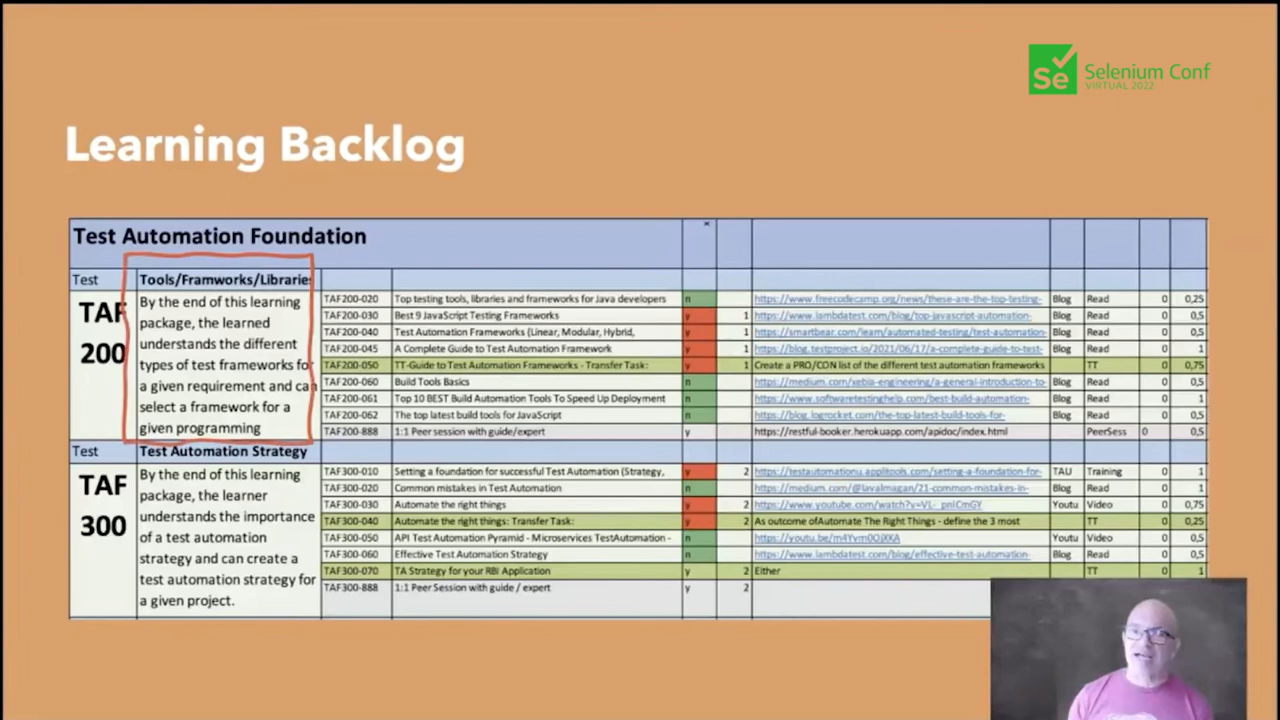 Se
Selenium Conf
VIRTUAL 2022
Learning Backlog
Test Automation Foundation
Test Tools/Framworks/Libraries
TAF 200
By the end of this learning
package, the learned
understands the different
types of test frameworks for
a given requirement and can
select a framework for a
given programming
TAF200-020 Top testing tools, libraries and frameworks for Java developers n https://www.freecodecamp.org/news/these-are-the-top-testing- Blog Read 0 0,25
TAF200-030 Best 9 JavaScript Testing Frameworks y 1 https://www.lambdatest.com/blog/top-javascript-automation- Blog Read 0 0,5
TAF200-040 Test Automation Frameworks (Linear, Modular, Hybrid, y 1 https://smartbear.com/learn/automated-testing/test-automation- Blog Read 0 0,5
TAF200-045 A Complete Guide to Test Automation Framework y 1 https://blog.testproject.io/2021/06/17/a-complete-guide-to-test- Blog Read 0 1
TAF200-050 TT-Guide to Test Automation Frameworks - Transfer Task: y 1 Create a PRO/CON list of the different test automation frameworks TT 0 0,75
TAF200-060 Build Tools Basics n https://medium.com/xebia-engineering/a-general-introduction-to- Blog Read 0 0,5
TAF200-061 Top 10 BEST Build Automation Tools To Speed Up Deployment n https://www.softwaretestinghelp.com/best-build-automation- Blog Read 0 0,5
TAF200-062 The top latest build tools for JavaScript n https://blog.logrocket.com/the-top-latest-build-tools-for- Blog Read 0 0,5
TAF200-888 1:1 Peer session with guide/expert y https://restful-booker.herokuapp.com/apidoc/index.html PeerSess 0 0,5
Test Test Automation Strategy
TAF 300
By the end of this learning
package, the learner
understands the importance
of a test automation
strategy and can create a
test automation strategy for
a given project.
TAF300-010 Setting a foundation for successful Test Automation (Strategy, y 2 https://testautomationu.applitools.com/setting-a-foundation-for- TAU Training 0 1
TAF300-020 Common mistakes in Test Automation n https://medium.com/@lavalmagan/21-common-mistakes-in- Blog Read 0 0,5
TAF300-030 Automate the right things y 2 Youtu Video 0 0,75
TAF300-040 Automate the right things: Transfer Task: y 2 As outcome ofAutomate The Right Things - define the 3 most TT 0 0,25
TAF300-050 API Test Automation Pyramid - Microservices TestAutomation - n Youtu Video 0 0,5
TAF300-060 Effective Test Automation Strategy n https://www.lambdatest.com/blog/effective-test-automation- Blog Read 0 0,5
TAF300-070 TA Strategy for your RBI Application y 2 Either TT 0 1
TAF300-888 1:1 Peer Session with guide / expert y 2